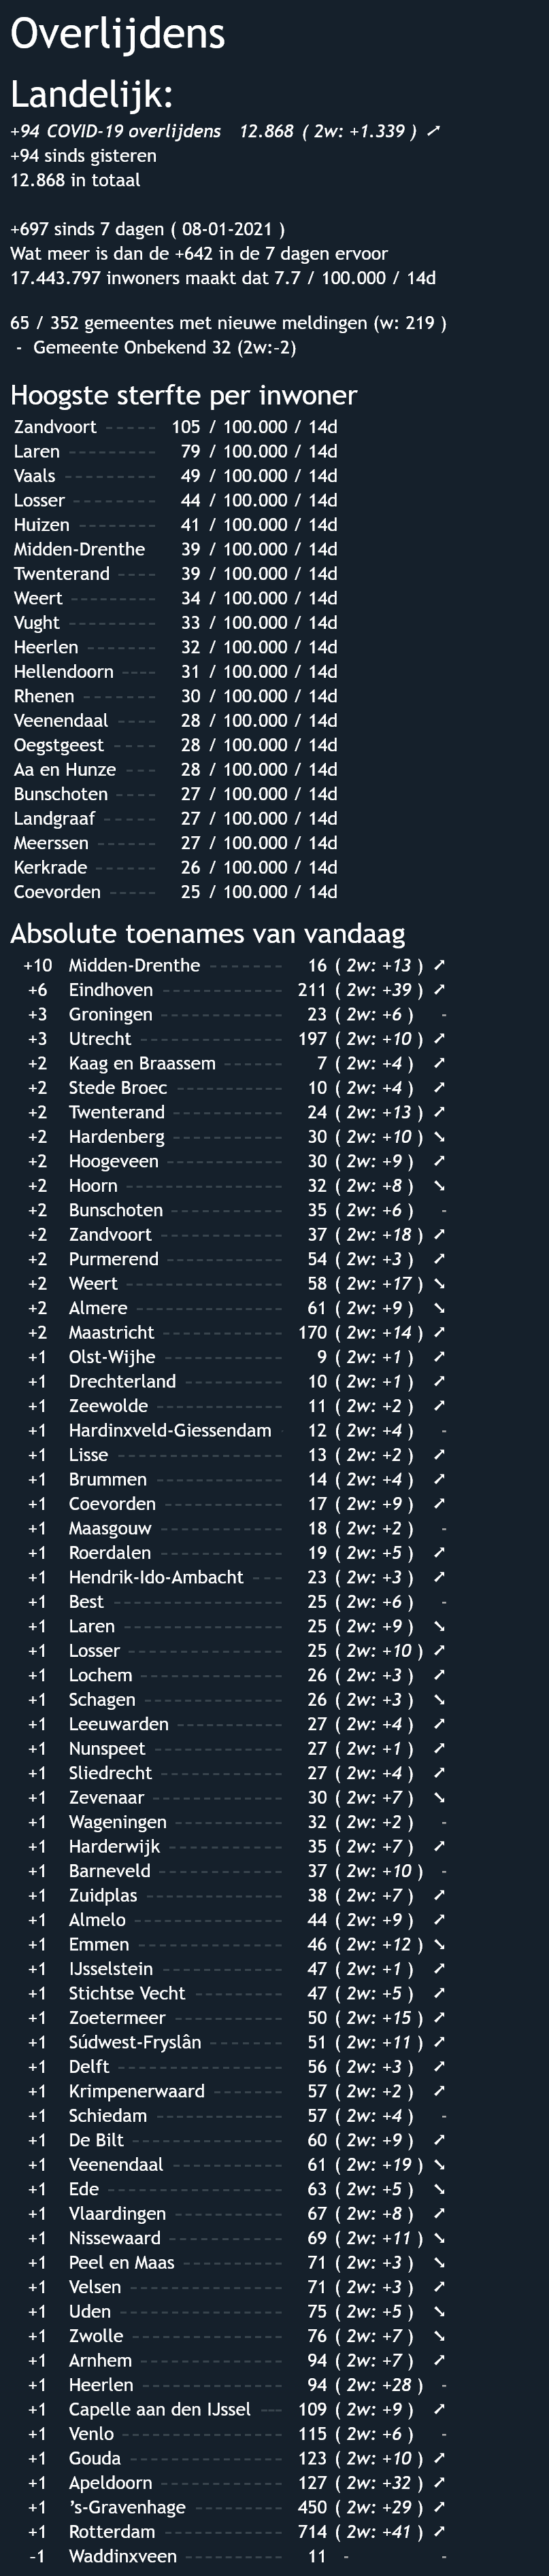 Overlijdens
Landelijk:
+94 COVID-19 overlijdens 12.868 ( 2w: +1.339 ) ➚
+94 sinds gisteren
12.868 in totaal
+697 sinds 7 dagen ( 08-01-2021 )
Wat meer is dan de +642 in de 7 dagen ervoor
17.443.797 inwoners maakt dat 7.7 / 100.000 / 14d
65 / 352 gemeentes met nieuwe meldingen (w: 219 )
- Gemeente Onbekend 32 (2w:-2)
Hoogste sterfte per inwoner
Zandvoort ----- 105 / 100.000 / 14d
Laren --------- 79 / 100.000 / 14d
Vaals --------- 49 / 100.000 / 14d
Losser -------- 44 / 100.000 / 14d
Huizen -------- 41 / 100.000 / 14d
Midden-Drenthe 39 / 100.000 / 14d
Twenterand ---- 39 / 100.000 / 14d
Weert --------- 34 / 100.000 / 14d
Vught --------- 33 / 100.000 / 14d
Heerlen ------- 32 / 100.000 / 14d
Hellendoorn ---- 31 / 100.000 / 14d
Rhenen ------- 30 / 100.000 / 14d
Veenendaal ---- 28 / 100.000 / 14d
Oegstgeest ---- 28 / 100.000 / 14d
Aa en Hunze --- 28 / 100.000 / 14d
Bunschoten ---- 27 / 100.000 / 14d
Landgraaf ----- 27 / 100.000 / 14d
Meerssen ----- 27 / 100.000 / 14d
Kerkrade ------ 26 / 100.000 / 14d
Coevorden ----- 25 / 100.000 / 14d
Absolute toenames van vandaag
+10 Midden-Drenthe ------- 16 ( 2w: +13 ) ➚
+6 Eindhoven ------------ 211 ( 2w: +39 ) ➚
+3 Groningen ------------ 23 ( 2w: +6 ) -
+3 Utrecht -------------- 197 ( 2w: +10 ) ➚
+2 Kaag en Braassem ------ 7 ( 2w: +4 ) ➚
+2 Stede Broec ----------- 10 ( 2w: +4 ) ➚
+2 Twenterand ----------- 24 ( 2w: +13 ) ➚
+2 Hardenberg ----------- 30 ( 2w: +10 ) ➘
+2 Hoogeveen ------------ 30 ( 2w: +9 ) ➚
+2 Hoorn ---------------- 32 ( 2w: +8 ) ➘
+2 Bunschoten ----------- 35 ( 2w: +6 ) -
+2 Zandvoort ------------ 37 ( 2w: +18 ) ➚
+2 Purmerend ------------ 54 ( 2w: +3 ) ➚
+2 Weert ---------------- 58 ( 2w: +17 ) ➘
+2 Almere --------------- 61 ( 2w: +9 ) ➘
+2 Maastricht ------------ 170 ( 2w: +14 ) ➚
+1 Olst-Wijhe ------------ 9 ( 2w: +1 ) ➚
+1 Drechterland ---------- 10 ( 2w: +1 ) ➚
+1 Zeewolde ------------- 11 ( 2w: +2 ) ➚
+1 Hardinxveld-Giessendam - 12 ( 2w: +4 ) -
+1 Lisse ---------------- 13 ( 2w: +2 ) ➚
+1 Brummen ------------- 14 ( 2w: +4 ) ➚
+1 Coevorden ------------ 17 ( 2w: +9 ) ➚
+1 Maasgouw ------------ 18 ( 2w: +2 ) -
+1 Roerdalen ------------ 19 ( 2w: +5 ) ➚
+1 Hendrik-Ido-Ambacht --- 23 ( 2w: +3 ) ➚
+1 Best ----------------- 25 ( 2w: +6 ) -
+1 Laren ---------------- 25 ( 2w: +9 ) ➘
+1 Losser --------------- 25 ( 2w: +10 ) ➚
+1 Lochem -------------- 26 ( 2w: +3 ) ➚
+1 Schagen -------------- 26 ( 2w: +3 ) ➘
+1 Leeuwarden ----------- 27 ( 2w: +4 ) ➚
+1 Nunspeet ------------- 27 ( 2w: +1 ) ➚
+1 Sliedrecht ------------ 27 ( 2w: +4 ) ➚
+1 Zevenaar ------------- 30 ( 2w: +7 ) ➘
+1 Wageningen ----------- 32 ( 2w: +2 ) -
+1 Harderwijk ------------ 35 ( 2w: +7 ) ➚
+1 Barneveld ------------ 37 ( 2w: +10 ) -
+1 Zuidplas ------------- 38 ( 2w: +7 ) ➚
+1 Almelo --------------- 44 ( 2w: +9 ) ➚
+1 Emmen -------------- 46 ( 2w: +12 ) ➘
+1 IJsselstein ------------ 47 ( 2w: +1 ) ➚
+1 Stichtse Vecht --------- 47 ( 2w: +5 ) ➚
+1 Zoetermeer ----------- 50 ( 2w: +15 ) ➚
+1 Súdwest-Fryslân ------- 51 ( 2w: +11 ) ➚
+1 Delft ---------------- 56 ( 2w: +3 ) ➚
+1 Krimpenerwaard ------- 57 ( 2w: +2 ) ➚
+1 Schiedam ------------- 57 ( 2w: +4 ) -
+1 De Bilt --------------- 60 ( 2w: +9 ) ➚
+1 Veenendaal ----------- 61 ( 2w: +19 ) ➘
+1 Ede ------------------ 63 ( 2w: +5 ) ➘
+1 Vlaardingen ----------- 67 ( 2w: +8 ) ➚
+1 Nissewaard ----------- 69 ( 2w: +11 ) ➘
+1 Peel en Maas ---------- 71 ( 2w: +3 ) ➘
+1 Velsen --------------- 71 ( 2w: +3 ) ➚
+1 Uden ---------------- 75 ( 2w: +5 ) ➘
+1 Zwolle --------------- 76 ( 2w: +7 ) ➘
+1 Arnhem -------------- 94 ( 2w: +7 ) ➚
+1 Heerlen -------------- 94 ( 2w: +28 ) -
+1 Capelle aan den IJssel --- 109 ( 2w: +9 ) ➚
+1 Venlo ---------------- 115 ( 2w: +6 ) -
+1 Gouda --------------- 123 ( 2w: +10 ) ➚
+1 Apeldoorn ------------ 127 ( 2w: +32 ) ➚
+1 's-Gravenhage --------- 450 ( 2w: +29 ) ➚
+1 Rotterdam ------------ 714 ( 2w: +41 ) ➚
-1 Waddinxveen ---------- 11 - -